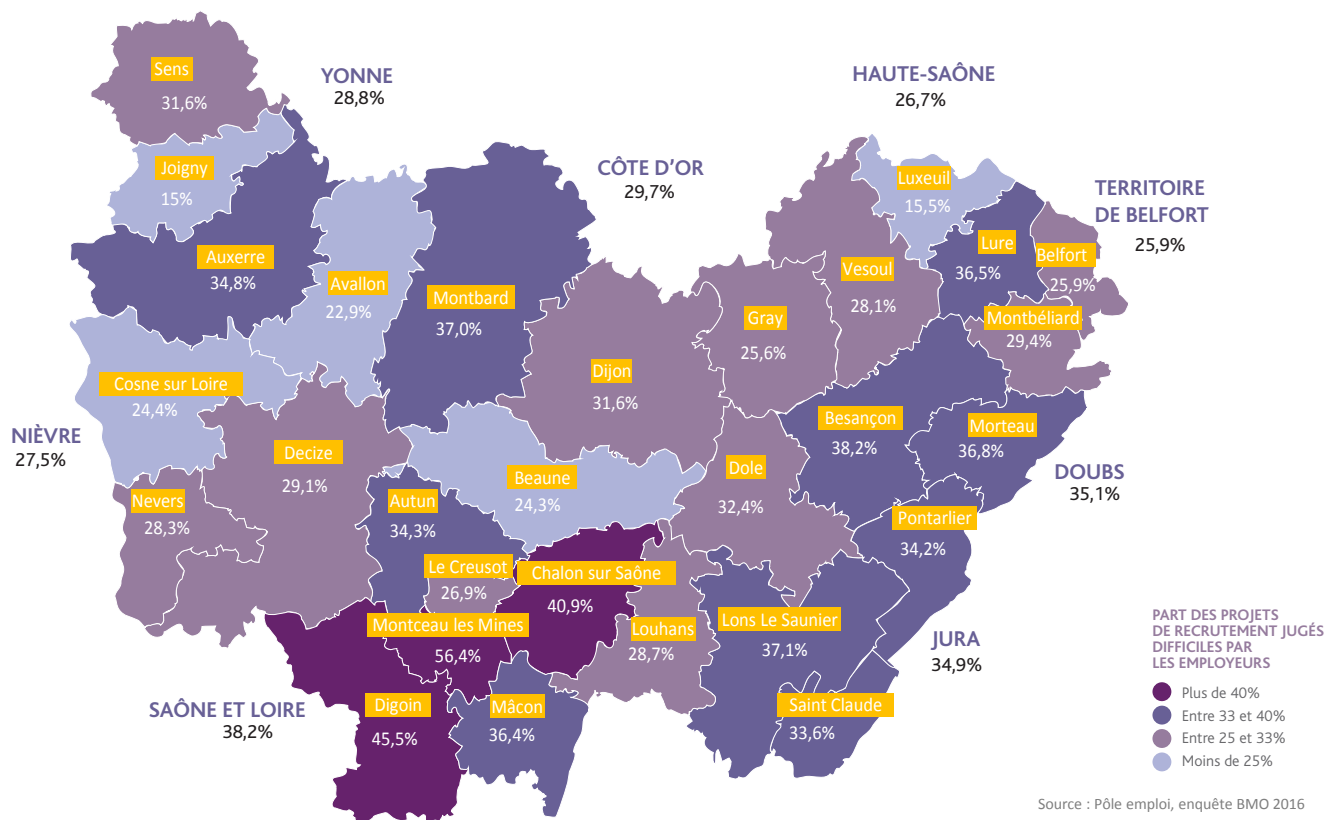 Sens
31,6%
YONNE
28,8%
HAUTE-SAÔNE
26,7%
Joigny
15%
CÔTE D'OR
29,7%
Luxeuil
15,5%
TERRITOIRE
DE BELFORT
25,9%
Auxerre
34,8%
Avallon
22,9%
Montbard
37,0%
Lure
36,5%
Belfort
25,9%
Vesoul
28,1%
Gray
25,6%
Montbéliard
29,4%
Cosne sur Loire
24,4%
Dijon
31,6%
Besançon
38,2%
Morteau
36,8%
NIÈVRE
27,5%
Decize
29,1%
Beaune
24,3%
Dole
32,4%
DOUBS
35,1%
Nevers
28,3%
Autun
34,3%
Pontarlier
34,2%
Le Creusot
26,9%
Chalon sur Saône
40,9%
Montceau les Mines
56,4%
Louhans
28,7%
Lons Le Saunier
37,1%
JURA
34,9%
SAÔNE ET LOIRE
38,2%
Digoin
45,5%
Mâcon
36,4%
Saint Claude
33,6%
PART DES PROJETS
DE RECRUTEMENT JUGÉS
DIFFICILES PAR
LES EMPLOYEURS
Plus de 40%
Entre 33 et 40%
Entre 25 et 33%
Moins de 25%
Source : Pôle emploi, enquête BMO 2016